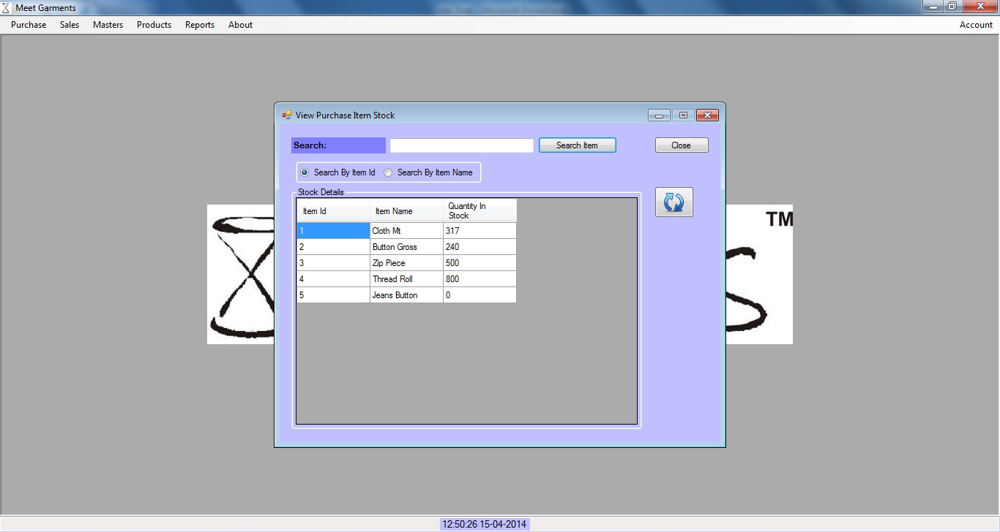 Meet Garments
Purchase Sales Masters Products Reports About Account
View Purchase Item Stock
Search: Search Item Close
Search By Item Id Search By Item Name
Stock Details
Item Id Item Name Quantity In Stock
1 Cloth Mt 317
2 Button Gross 240
3 Zip Piece 500
4 Thread Roll 800
5 Jeans Button 0
TM
S
12:50:26 15-04-2014